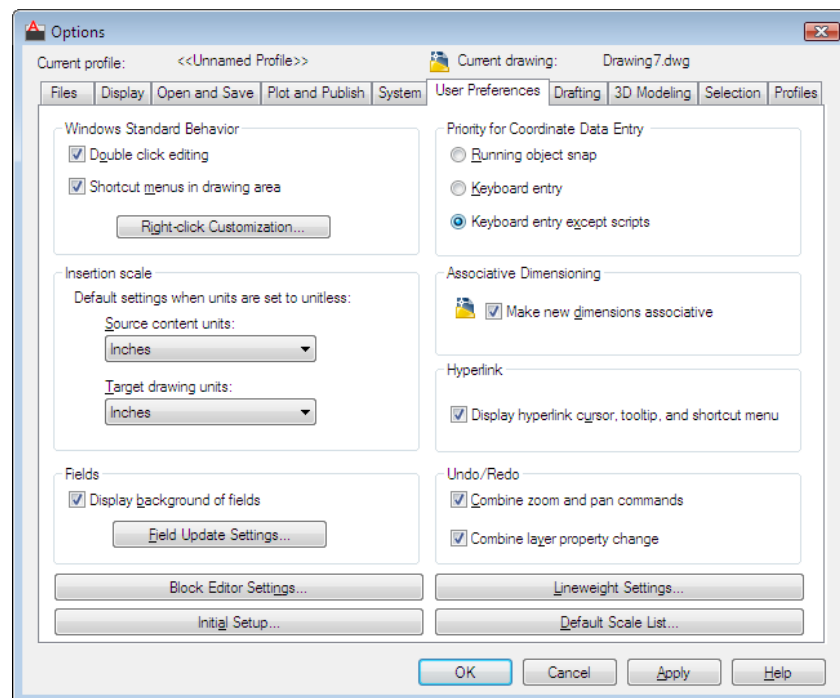 Options
Current profile: <<Unnamed Profile>> Current drawing: Drawing7.dwg
Files Display Open and Save Plot and Publish System User Preferences Drafting 3D Modeling Selection Profiles
Windows Standard Behavior
Double click editing
Shortcut menus in drawing area
Right-click Customization...
Insertion scale
Default settings when units are set to unitless:
Source content units:
Inches
Target drawing units:
Inches
Fields
Display background of fields
Field Update Settings...
Block Editor Settings...
Initial Setup...
Priority for Coordinate Data Entry
Running object snap
Keyboard entry
Keyboard entry except scripts
Associative Dimensioning
Make new dimensions associative
Hyperlink
Display hyperlink cursor, tooltip, and shortcut menu
Undo/Redo
Combine zoom and pan commands
Combine layer property change
Lineweight Settings...
Default Scale List...
OK Cancel Apply Help